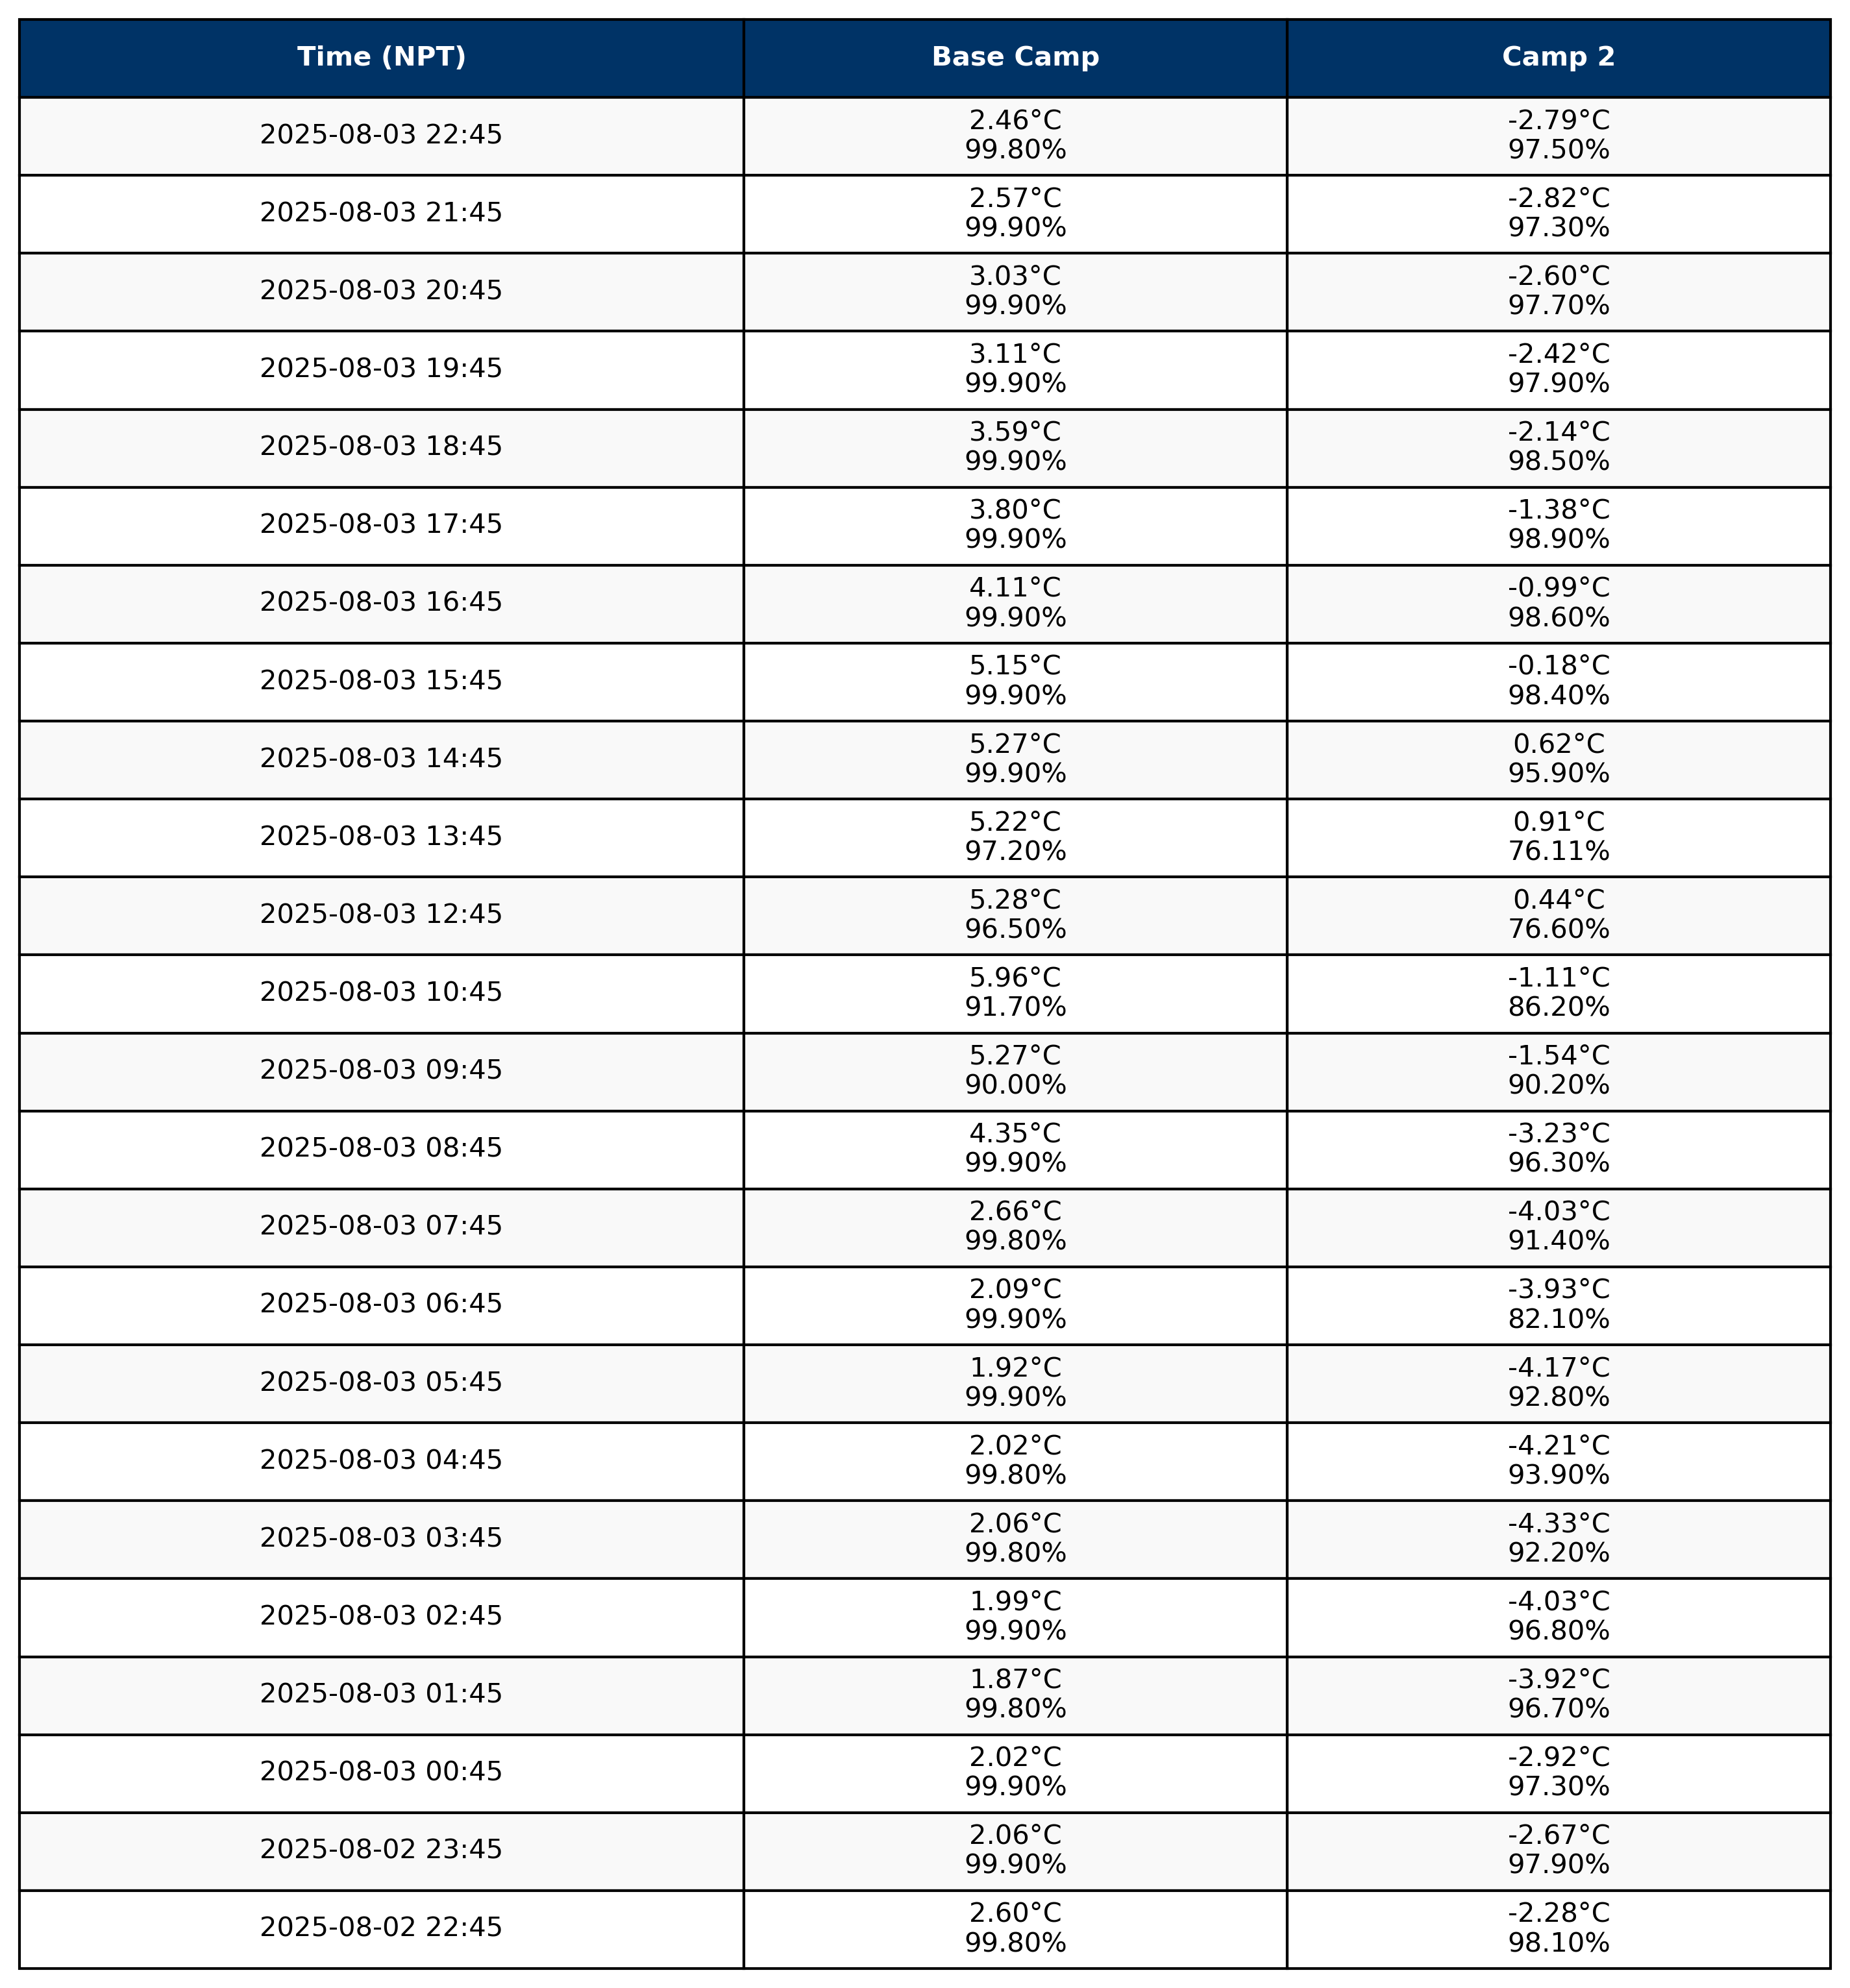 Time (NPT) Base Camp Camp 2
2025-08-03 22:45 2.46°C -2.79°C
99.80% 97.50%
2025-08-03 21:45 2.57°C -2.82°C
99.90% 97.30%
2025-08-03 20:45 3.03°C -2.60°C
99.90% 97.70%
2025-08-03 19:45 3.11°C -2.42°C
99.90% 97.90%
2025-08-03 18:45 3.59°C -2.14°C
99.90% 98.50%
2025-08-03 17:45 3.80°C -1.38°C
99.90% 98.90%
2025-08-03 16:45 4.11°C -0.99°C
99.90% 98.60%
2025-08-03 15:45 5.15°C -0.18°C
99.90% 98.40%
2025-08-03 14:45 5.27°C 0.62°C
99.90% 95.90%
2025-08-03 13:45 5.22°C 0.91°C
97.20% 76.11%
2025-08-03 12:45 5.28°C 0.44°C
96.50% 76.60%
2025-08-03 10:45 5.96°C -1.11°C
91.70% 86.20%
2025-08-03 09:45 5.27°C -1.54°C
90.00% 90.20%
2025-08-03 08:45 4.35°C -3.23°C
99.90% 96.30%
2025-08-03 07:45 2.66°C -4.03°C
99.80% 91.40%
2025-08-03 06:45 2.09°C -3.93°C
99.90% 82.10%
2025-08-03 05:45 1.92°C -4.17°C
99.90% 92.80%
2025-08-03 04:45 2.02°C -4.21°C
99.80% 93.90%
2025-08-03 03:45 2.06°C -4.33°C
99.80% 92.20%
2025-08-03 02:45 1.99°C -4.03°C
99.90% 96.80%
2025-08-03 01:45 1.87°C -3.92°C
99.80% 96.70%
2025-08-03 00:45 2.02°C -2.92°C
99.90% 97.30%
2025-08-02 23:45 2.06°C -2.67°C
99.90% 97.90%
2025-08-02 22:45 2.60°C -2.28°C
99.80% 98.10%